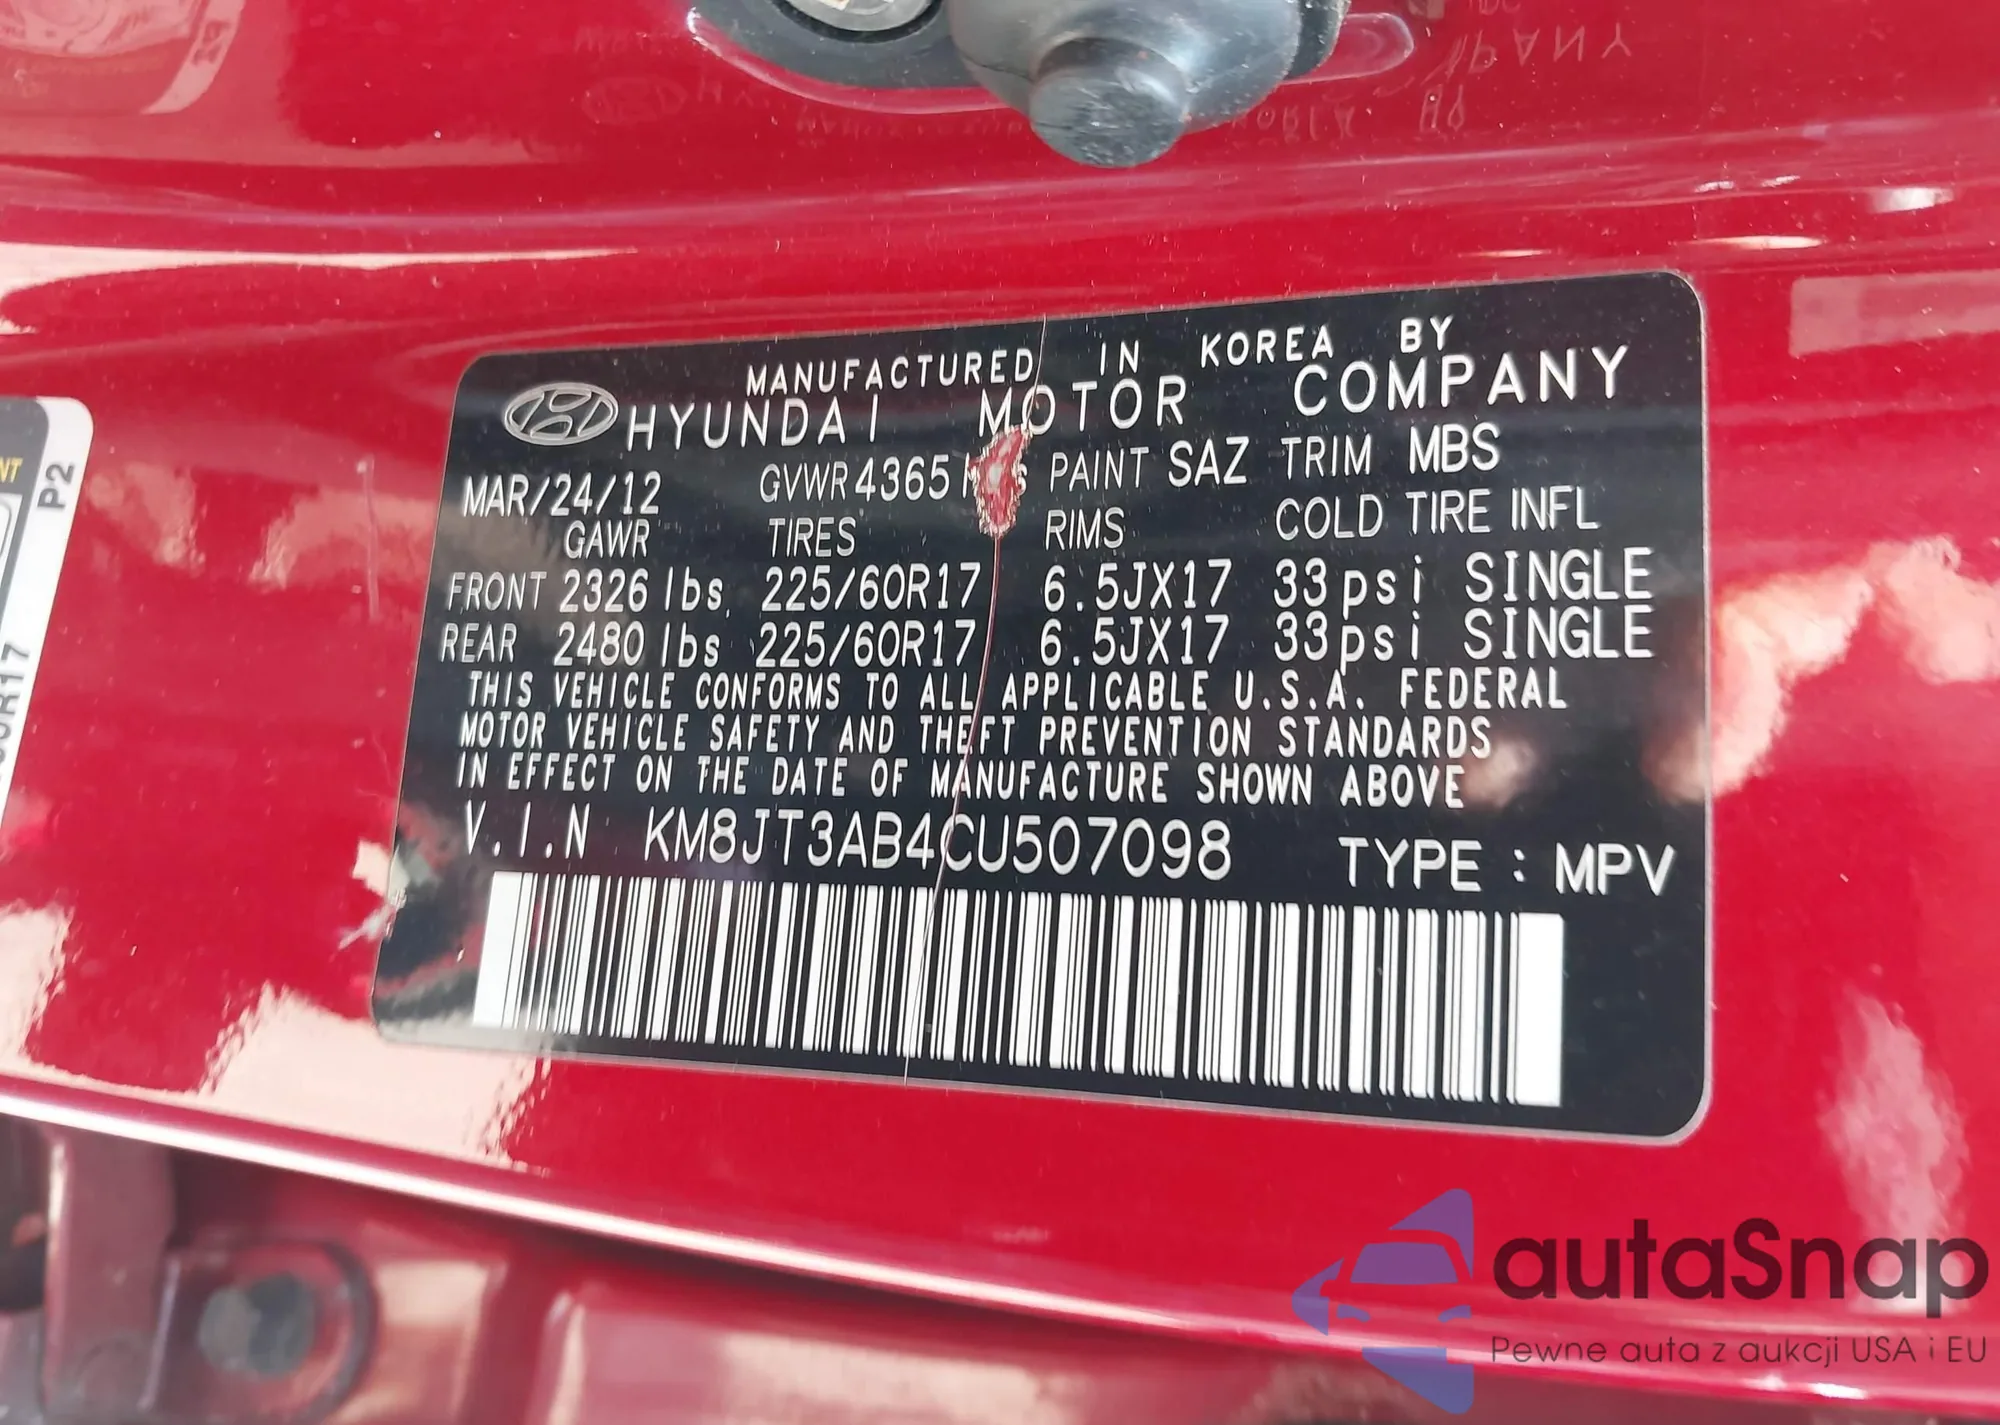 MANUFACTURED IN KOREA BY
HYUNDAI MOTOR COMPANY
MAR/24/12 GVWR 4365 PAINT SAZ TRIM MBS
GAWR TIRES RIMS COLD TIRE INFL
FRONT 2326 lbs 225/60R17 6.5JX17 33psi SINGLE
REAR 2480 lbs 225/60R17 6.5JX17 33psi SINGLE
THIS VEHICLE CONFORMS TO ALL APPLICABLE U.S.A. FEDERAL
MOTOR VEHICLE SAFETY AND THEFT PREVENTION STANDARDS
IN EFFECT ON THE DATE OF MANUFACTURE SHOWN ABOVE
V.I.N KM8JT3AB4CU507098 TYPE : MPV
P2
autaSnap
Pewne auta z aukcji USA i EU